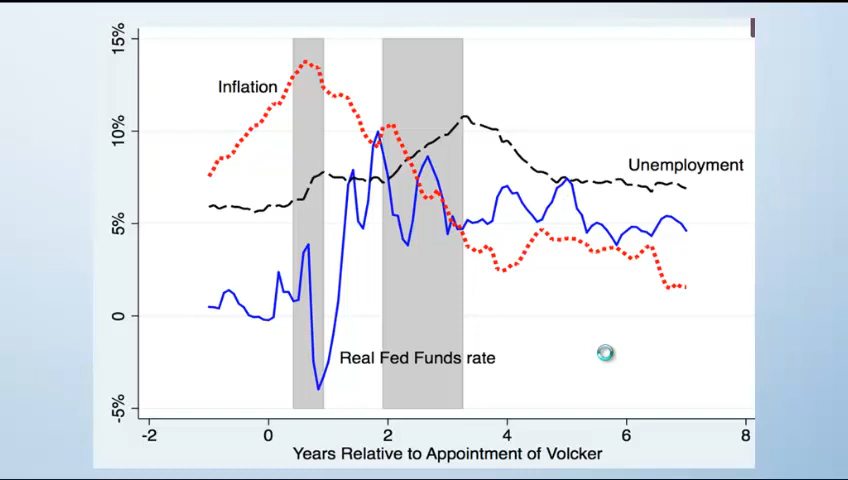 15%
Inflation
10%
Unemployment
5%
0
Real Fed Funds rate
-5%
-2 0 2 4 6 8
Years Relative to Appointment of Volcker